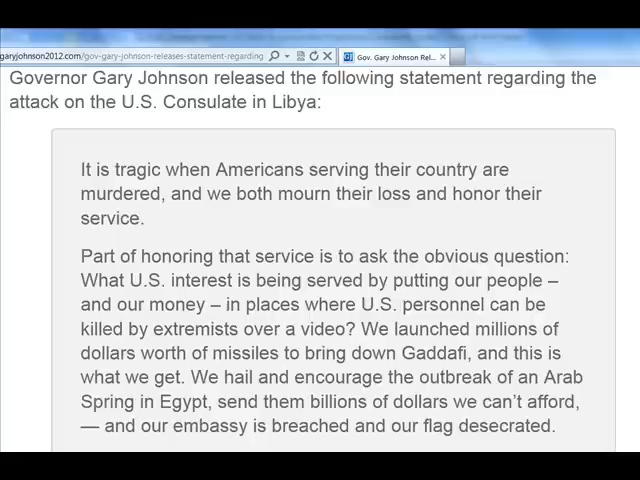 garyjohnson2012.com/gov-gary-johnson-releases-statement-regarding
Gov. Gary Johnson Rel...
Governor Gary Johnson released the following statement regarding the
attack on the U.S. Consulate in Libya:
It is tragic when Americans serving their country are
murdered, and we both mourn their loss and honor their
service.
Part of honoring that service is to ask the obvious question:
What U.S. interest is being served by putting our people –
and our money – in places where U.S. personnel can be
killed by extremists over a video? We launched millions of
dollars worth of missiles to bring down Gaddafi, and this is
what we get. We hail and encourage the outbreak of an Arab
Spring in Egypt, send them billions of dollars we can't afford,
— and our embassy is breached and our flag desecrated.